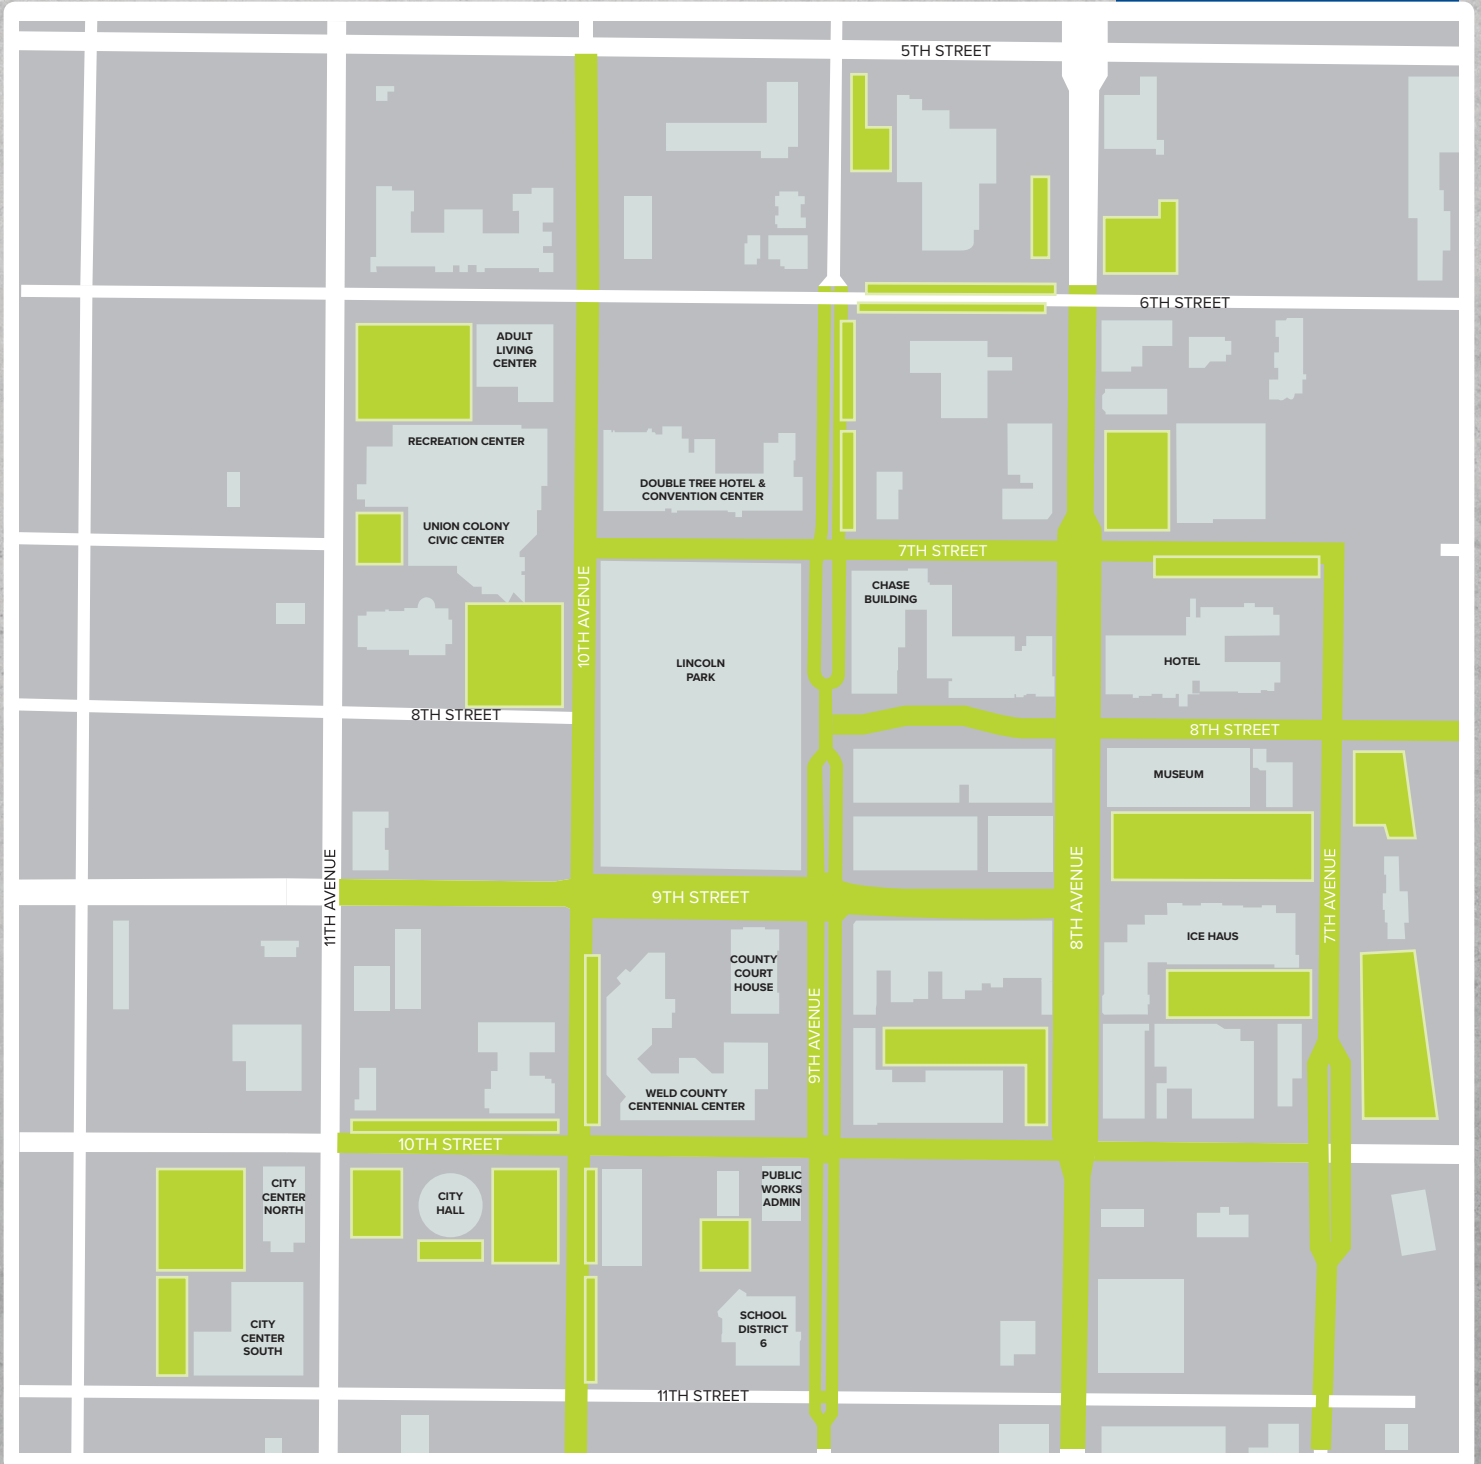 5TH STREET
6TH STREET
ADULT
LIVING
CENTER
RECREATION CENTER
DOUBLE TREE HOTEL &
CONVENTION CENTER
UNION COLONY
CIVIC CENTER
7TH STREET
10TH AVENUE
CHASE
BUILDING
LINCOLN
PARK
HOTEL
8TH STREET
8TH STREET
MUSEUM
11TH AVENUE
9TH STREET
8TH AVENUE
7TH AVENUE
ICE HAUS
COUNTY
COURT
HOUSE
9TH AVENUE
WELD COUNTY
CENTENNIAL CENTER
10TH STREET
CITY
CENTER
NORTH
CITY
HALL
PUBLIC
WORKS
ADMIN
CITY
CENTER
SOUTH
SCHOOL
DISTRICT
6
11TH STREET